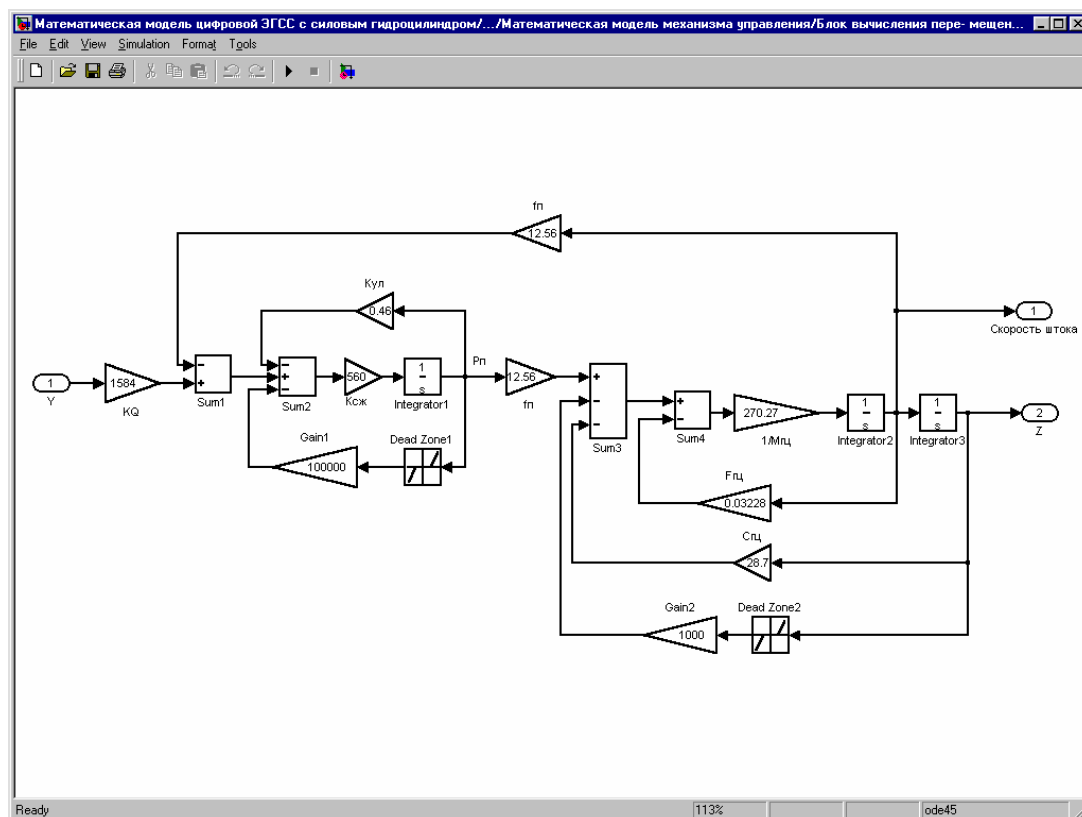 Математическая модель цифровой ЭГСС с силовым гидроцилиндром/.../Математическая модель механизма управления/Блок вычисления пере- мещен...
File Edit View Simulation Format Tools
fп
12.56
Kул
0.46
1
Скорость штока
Pп
1
Y
1584
KQ
Sum1
Sum2
560
Kсж
1
s
Integrator1
12.56
fп
Sum3
Sum4
270.27
1/Mгц
1
s
Integrator2
1
s
Integrator3
2
Z
Gain1
100000
Dead Zone1
Fгц
0.03228
Cгц
28.7
Gain2
1000
Dead Zone2
Ready 113% ode45